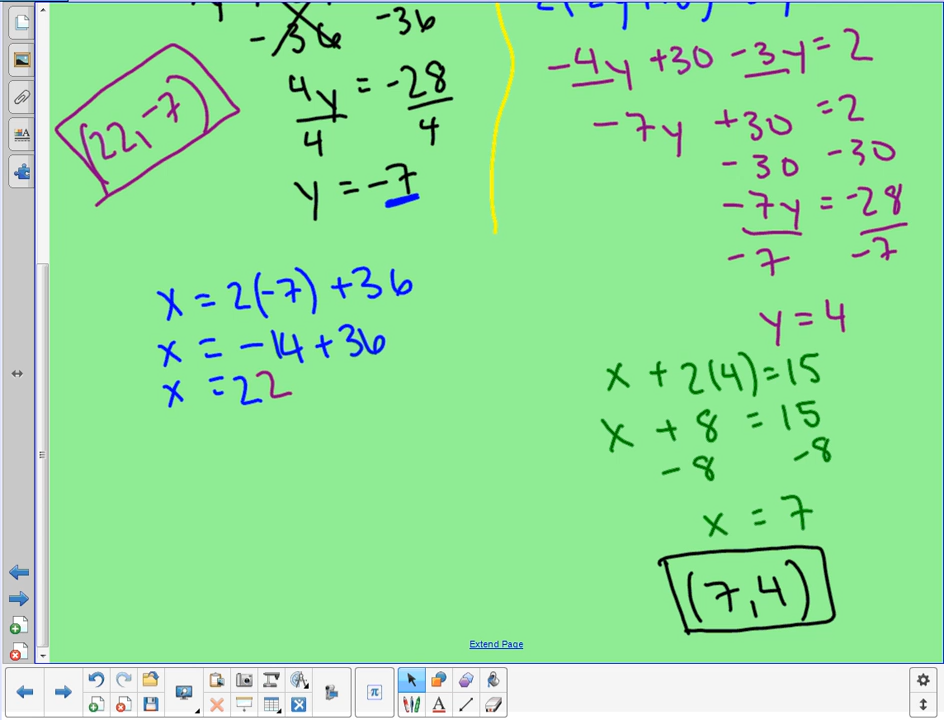 -36 -36
4y = -28
4 4
y = -7
(22, -7)
x = 2(-7) +36
x = -14 +36
x = 22
-4y +30 -3y = 2
-7y +30 = 2
-30 -30
-7y = -28
-7 -7
y = 4
x + 2(4) = 15
x + 8 = 15
-8 -8
x = 7
(7,4)
Extend Page